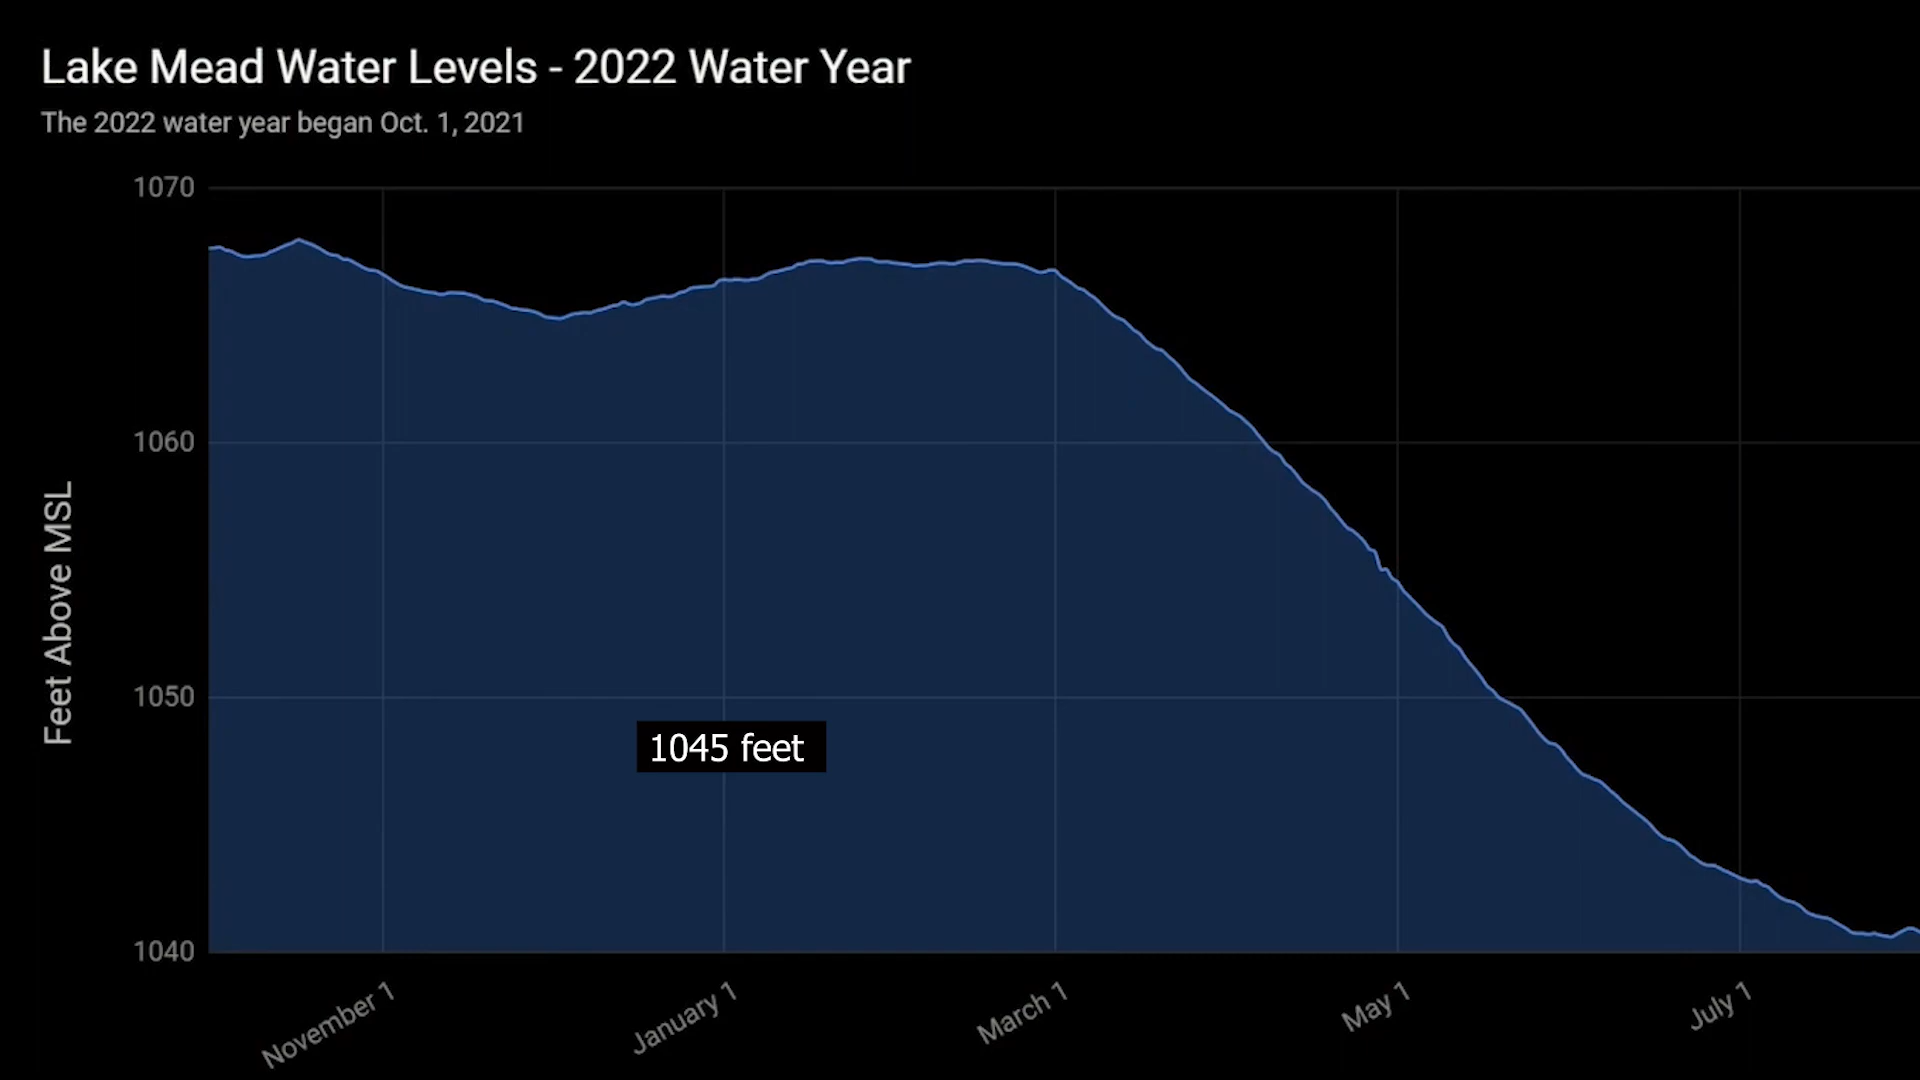 Lake Mead Water Levels - 2022 Water Year
The 2022 water year began Oct. 1, 2021
1070
1060
1050
1040
Feet Above MSL
1045 feet
November 1
January 1
March 1
May 1
July 1